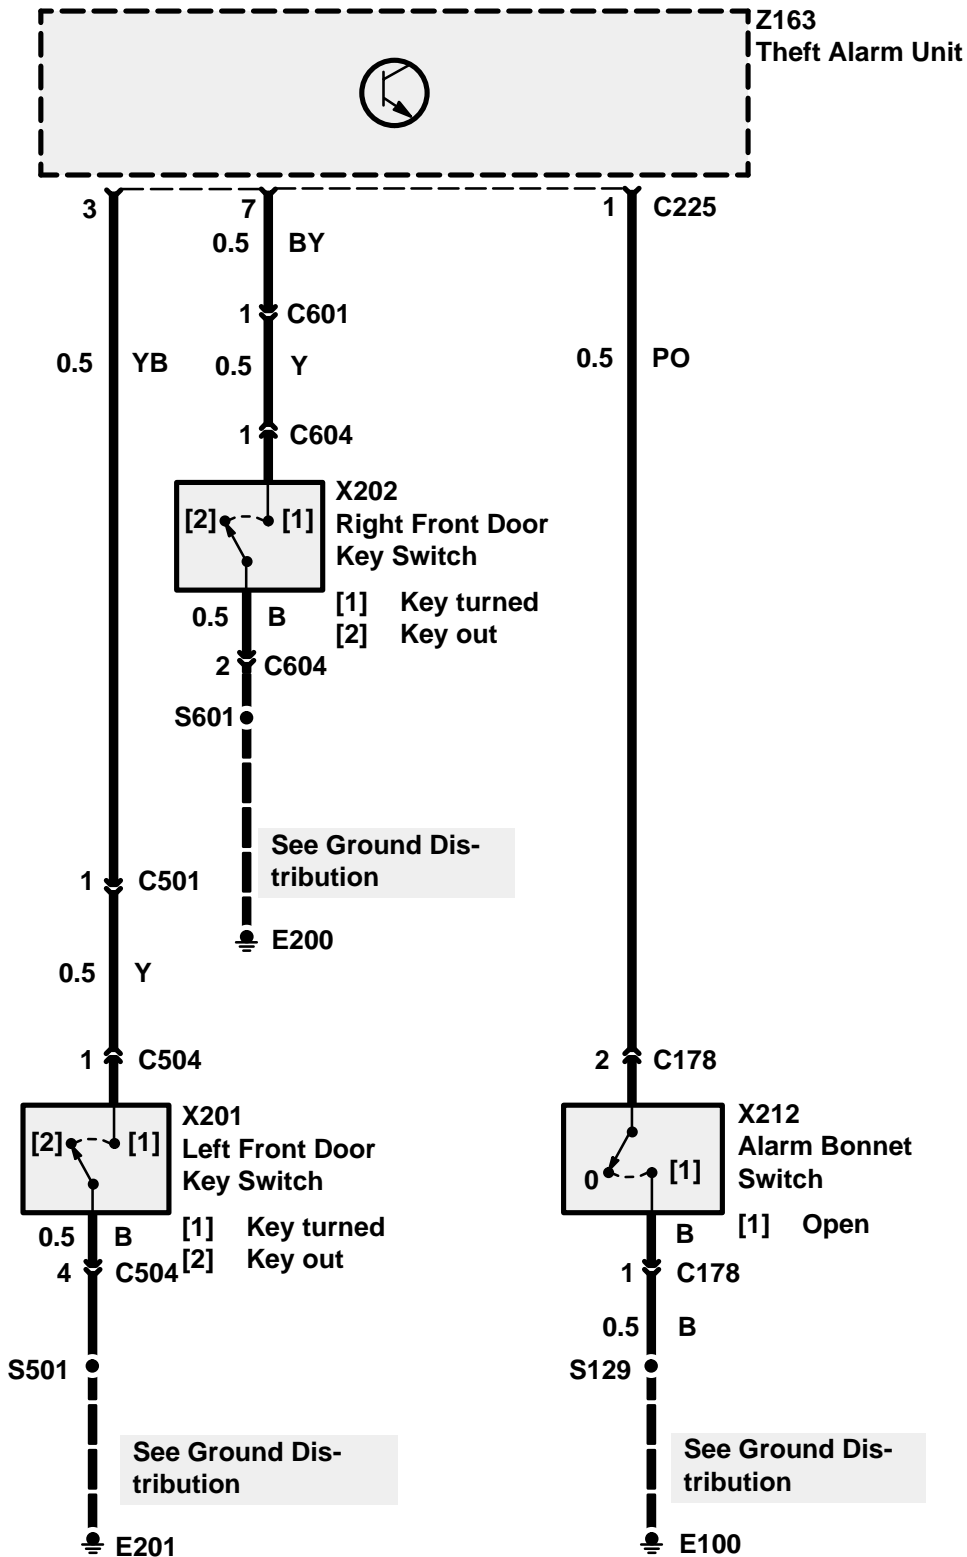 Z163
Theft Alarm Unit
3
7
1
C225
0.5
BY
1
C601
0.5
YB
0.5
Y
0.5
PO
1
C604
X202
Right Front Door
Key Switch
[2]
[1]
[1] Key turned
[2] Key out
0.5
B
2
C604
S601
See Ground Dis-
tribution
1
C501
E200
0.5
Y
1
C504
2
C178
X201
Left Front Door
Key Switch
[2]
[1]
[1] Key turned
[2] Key out
X212
Alarm Bonnet
Switch
0
[1]
[1] Open
0.5
B
B
4
C504
1
C178
0.5
B
S501
S129
See Ground Dis-
tribution
See Ground Dis-
tribution
E201
E100